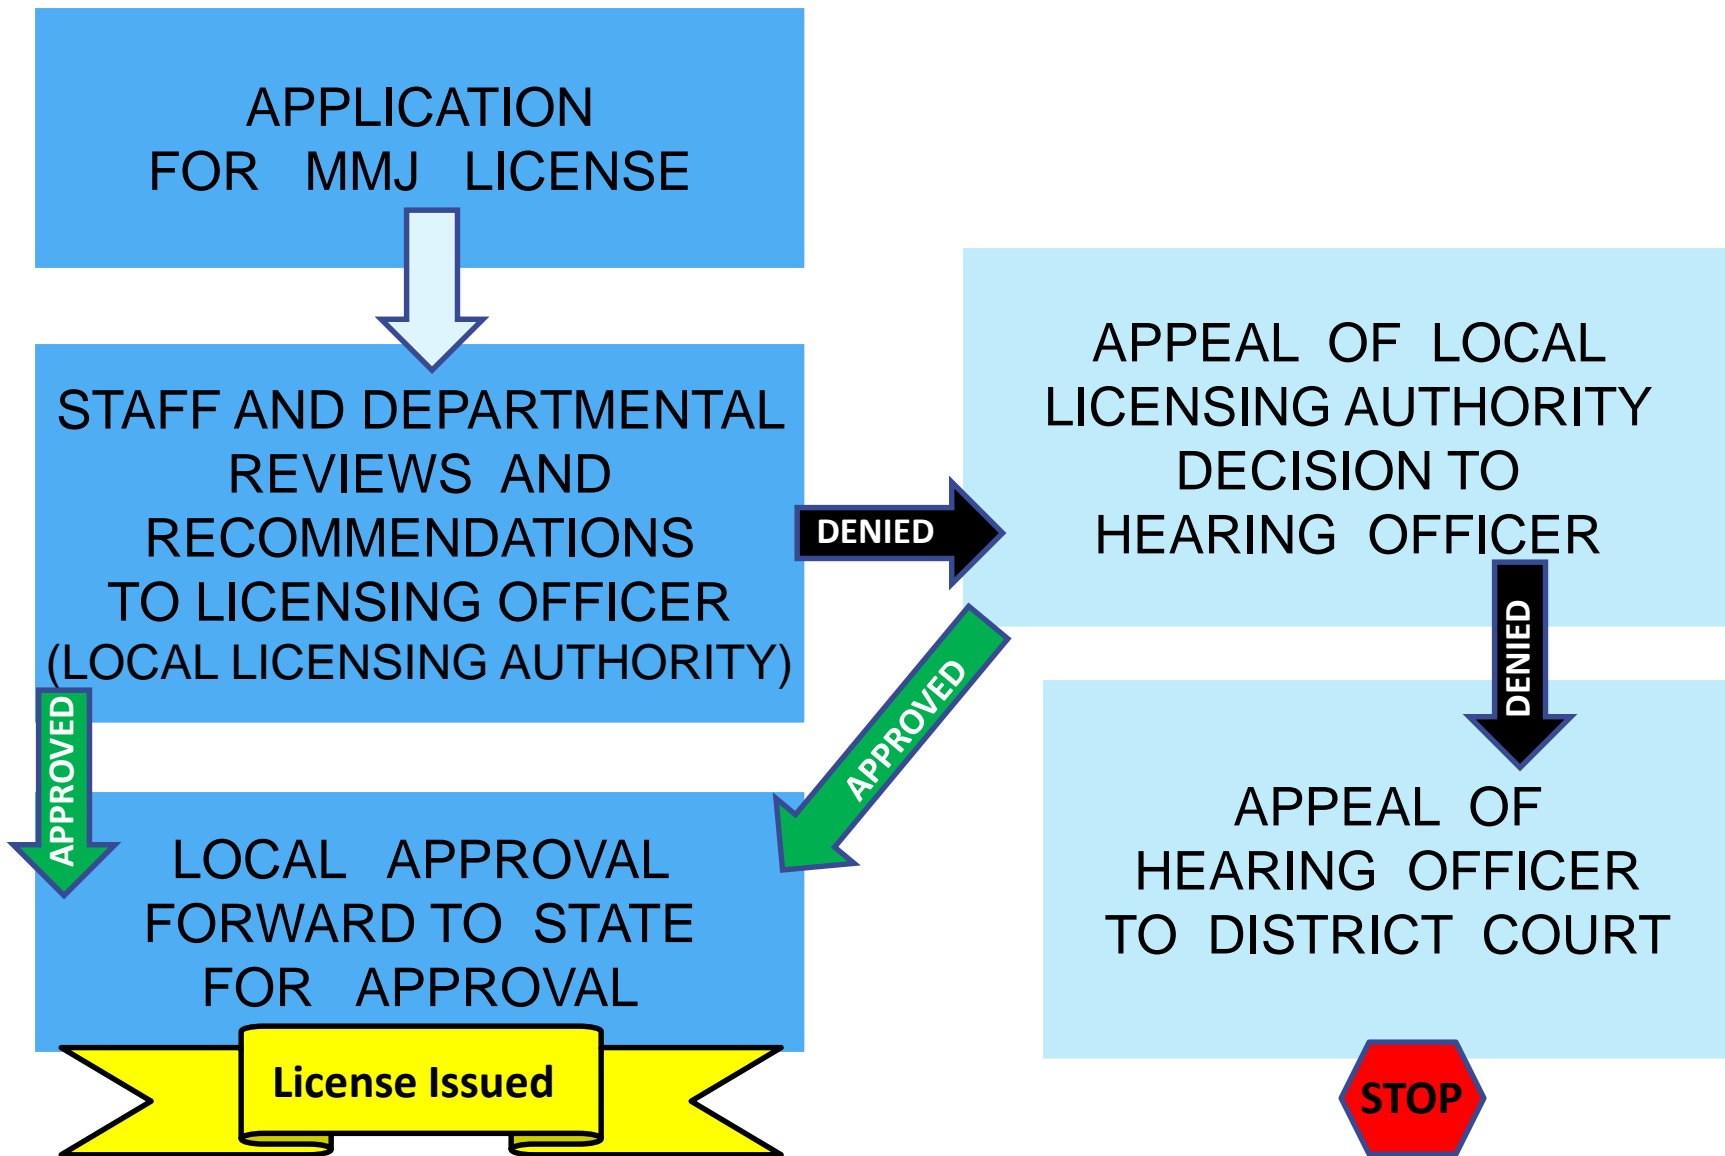 APPLICATION
FOR MMJ LICENSE
STAFF AND DEPARTMENTAL
REVIEWS AND
RECOMMENDATIONS
TO LICENSING OFFICER
(LOCAL LICENSING AUTHORITY)
DENIED
APPEAL OF LOCAL
LICENSING AUTHORITY
DECISION TO
HEARING OFFICER
APPROVED
APPROVED
DENIED
LOCAL APPROVAL
FORWARD TO STATE
FOR APPROVAL
License Issued
APPEAL OF
HEARING OFFICER
TO DISTRICT COURT
STOP